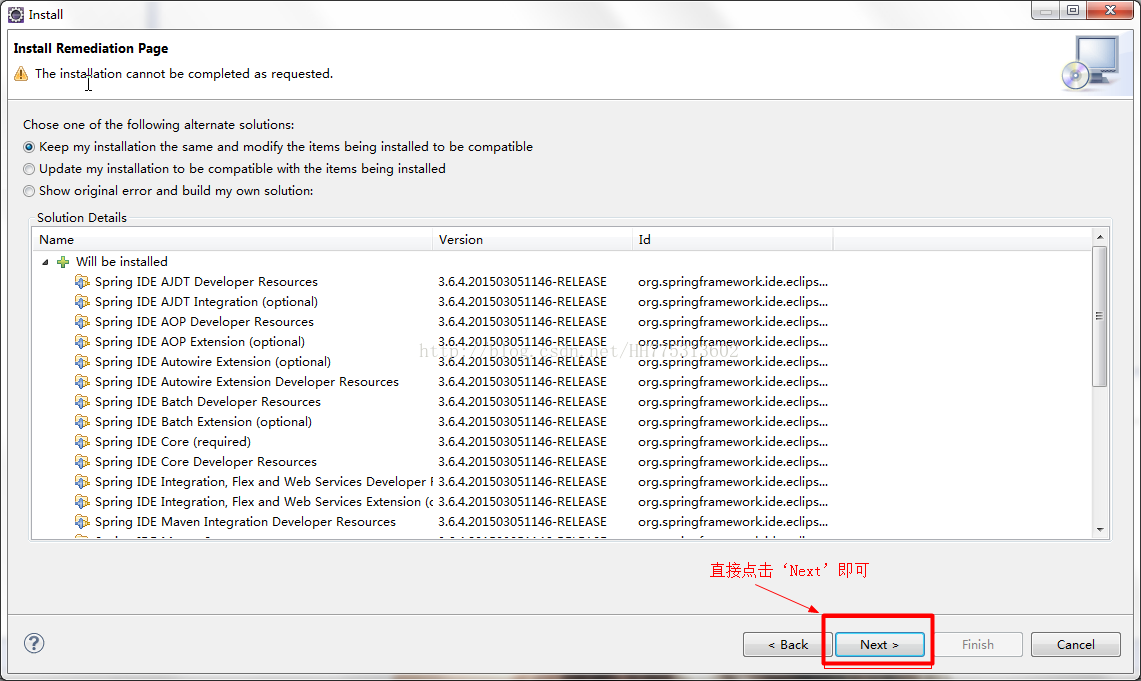 Install
Install Remediation Page
The installation cannot be completed as requested.
Chose one of the following alternate solutions:
Keep my installation the same and modify the items being installed to be compatible
Update my installation to be compatible with the items being installed
Show original error and build my own solution:
Solution Details
Name Version Id
Will be installed
Spring IDE AJDT Developer Resources 3.6.4.201503051146-RELEASE org.springframework.ide.eclips...
Spring IDE AJDT Integration (optional) 3.6.4.201503051146-RELEASE org.springframework.ide.eclips...
Spring IDE AOP Developer Resources 3.6.4.201503051146-RELEASE org.springframework.ide.eclips...
Spring IDE AOP Extension (optional) 3.6.4.201503051146-RELEASE org.springframework.ide.eclips...
http://blog.csdn.net/HH775313602
Spring IDE Autowire Extension (optional) 3.6.4.201503051146-RELEASE org.springframework.ide.eclips...
Spring IDE Autowire Extension Developer Resources 3.6.4.201503051146-RELEASE org.springframework.ide.eclips...
Spring IDE Batch Developer Resources 3.6.4.201503051146-RELEASE org.springframework.ide.eclips...
Spring IDE Batch Extension (optional) 3.6.4.201503051146-RELEASE org.springframework.ide.eclips...
Spring IDE Core (required) 3.6.4.201503051146-RELEASE org.springframework.ide.eclips...
Spring IDE Core Developer Resources 3.6.4.201503051146-RELEASE org.springframework.ide.eclips...
Spring IDE Integration, Flex and Web Services Developer 3.6.4.201503051146-RELEASE org.springframework.ide.eclips...
Spring IDE Integration, Flex and Web Services Extension (o 3.6.4.201503051146-RELEASE org.springframework.ide.eclips...
Spring IDE Maven Integration Developer Resources 3.6.4.201503051146-RELEASE org.springframework.ide.eclips...
直接点击‘Next’即可
< Back Next > Finish Cancel